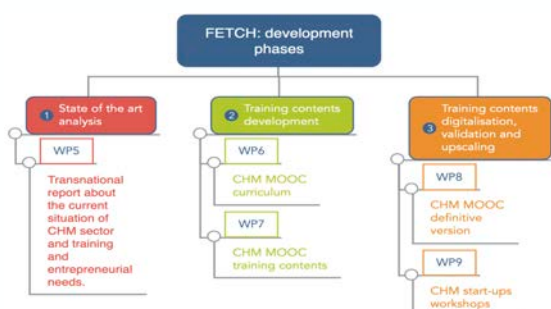 FETCH: development
phases
1 State of the art
analysis
WP5
Transnational
report about
the current
situation of
CHM sector
and training
and
entrepreneurial
needs.
2 Training contents
development
WP6
CHM MOOC
curriculum
WP7
CHM MOOC
training contents
3 Training contents
digitalisation,
validation and
upscaling
WP8
CHM MOOC
definitive
version
WP9
CHM start-ups
workshops